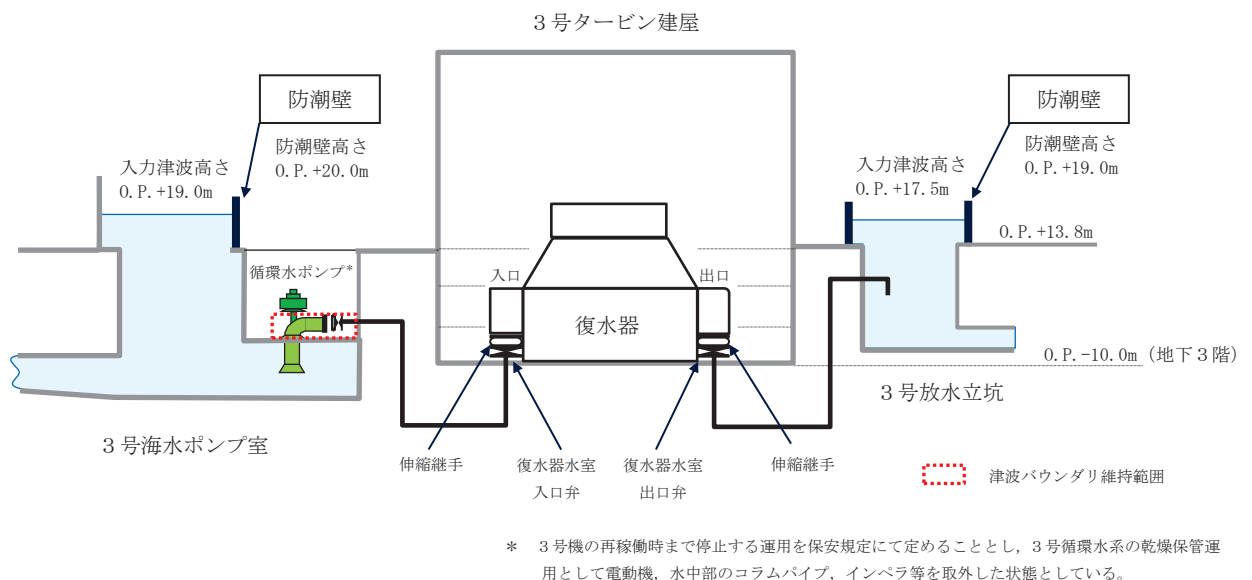 ３号タービン建屋
防潮壁
防潮壁高さ
O.P.+20.0m
入力津波高さ
O.P.+19.0m
防潮壁
防潮壁高さ
O.P.+19.0m
入力津波高さ
O.P.+17.5m
O.P.+13.8m
循環水ポンプ*
入口
出口
復水器
O.P.-10.0m（地下３階）
３号放水立坑
３号海水ポンプ室
伸縮継手
復水器水室
入口弁
復水器水室
出口弁
伸縮継手
津波バウンダリ維持範囲
*　３号機の再稼働時まで停止する運用を保安規定にて定めることとし，３号循環水系の乾燥保管運
用として電動機，水中部のコラムパイプ，インペラ等を取外した状態としている。